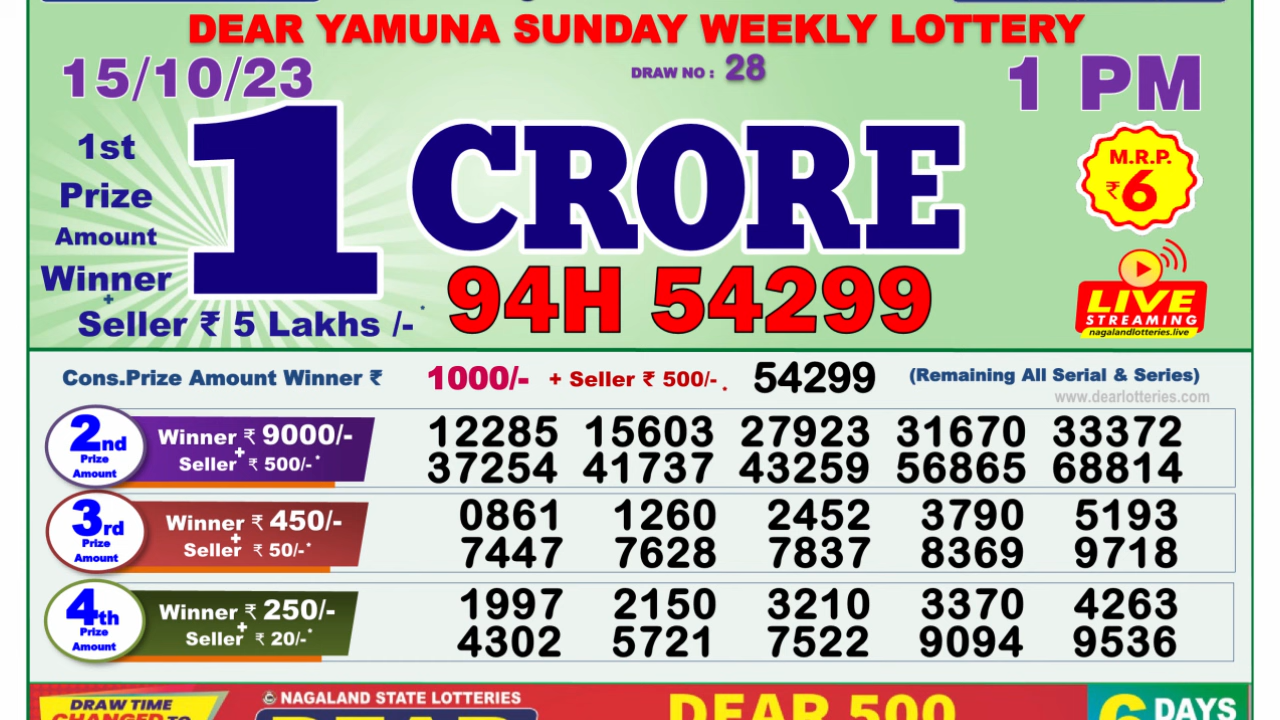 DEAR YAMUNA SUNDAY WEEKLY LOTTERY
15/10/23
DRAW NO : 28
1 PM
1st
Prize
Amount
Winner
+
Seller ₹ 5 Lakhs /- *
1 CRORE
94H 54299
M.R.P.
₹6
LIVE
STREAMING
nagalandlotteries.live
Cons.Prize Amount Winner ₹ 1000/- + Seller ₹ 500/- . 54299 (Remaining All Serial & Series)
www.dearlotteries.com
2nd
Prize
Amount
Winner ₹ 9000/-
+
Seller ₹ 500/-*
12285 15603 27923 31670 33372
37254 41737 43259 56865 68814
3rd
Prize
Amount
Winner ₹ 450/-
+
Seller ₹ 50/-*
0861 1260 2452 3790 5193
7447 7628 7837 8369 9718
4th
Prize
Amount
Winner ₹ 250/-
+
Seller ₹ 20/-*
1997 2150 3210 3370 4263
4302 5721 7522 9094 9536
DRAW TIME
CHANGED TO
NAGALAND STATE LOTTERIES
DEAR
DEAR 500
6 DAYS